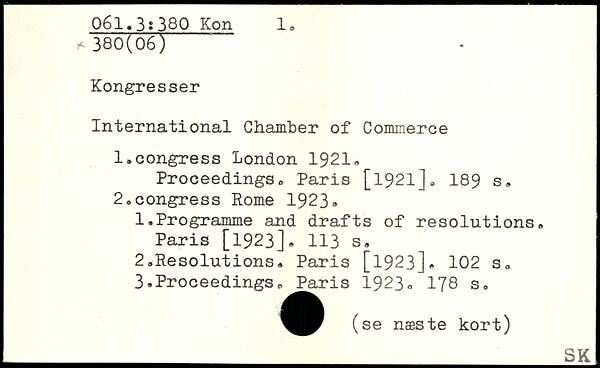 061.3:380 Kon 1.
×380(06)
Kongresser
International Chamber of Commerce
1.congress London 1921.
Proceedings. Paris [1921]. 189 s.
2.congress Rome 1923.
1.Programme and drafts of resolutions.
Paris [1923]. 113 s.
2.Resolutions. Paris [1923]. 102 s.
3.Proceedings. Paris 1923. 178 s.
(se næste kort)
SK